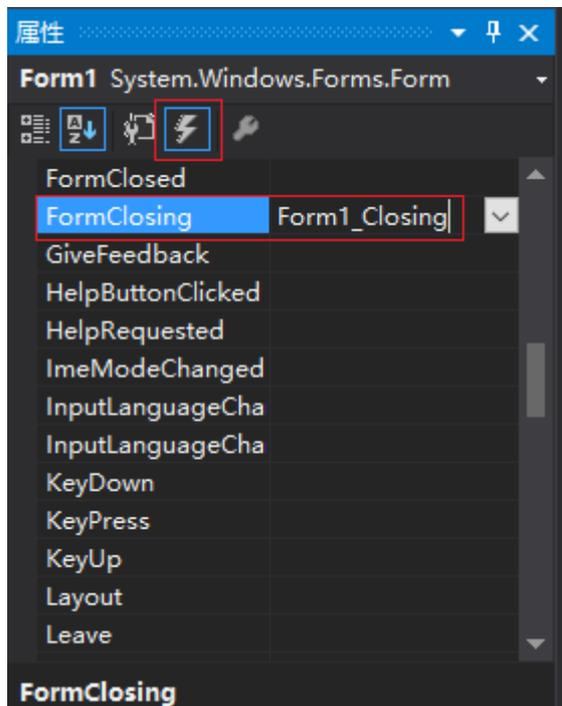 属性
Form1 System.Windows.Forms.Form
FormClosed
FormClosing Form1_Closing
GiveFeedback
HelpButtonClicked
HelpRequested
ImeModeChanged
InputLanguageCha
InputLanguageCha
KeyDown
KeyPress
KeyUp
Layout
Leave
FormClosing